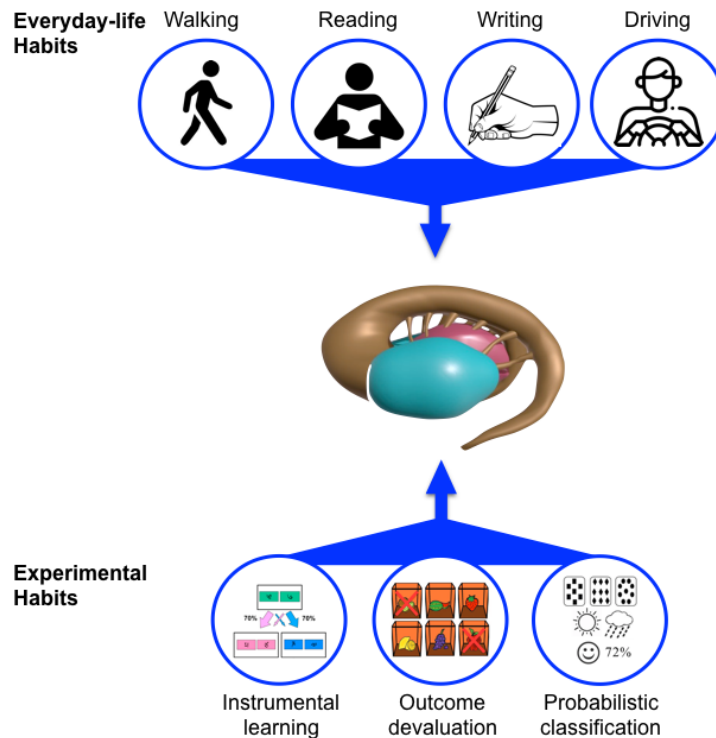 Everyday-life
Habits
Walking
Reading
Writing
Driving
Experimental
Habits
70%
70%
72%
Instrumental
learning
Outcome
devaluation
Probabilistic
classification